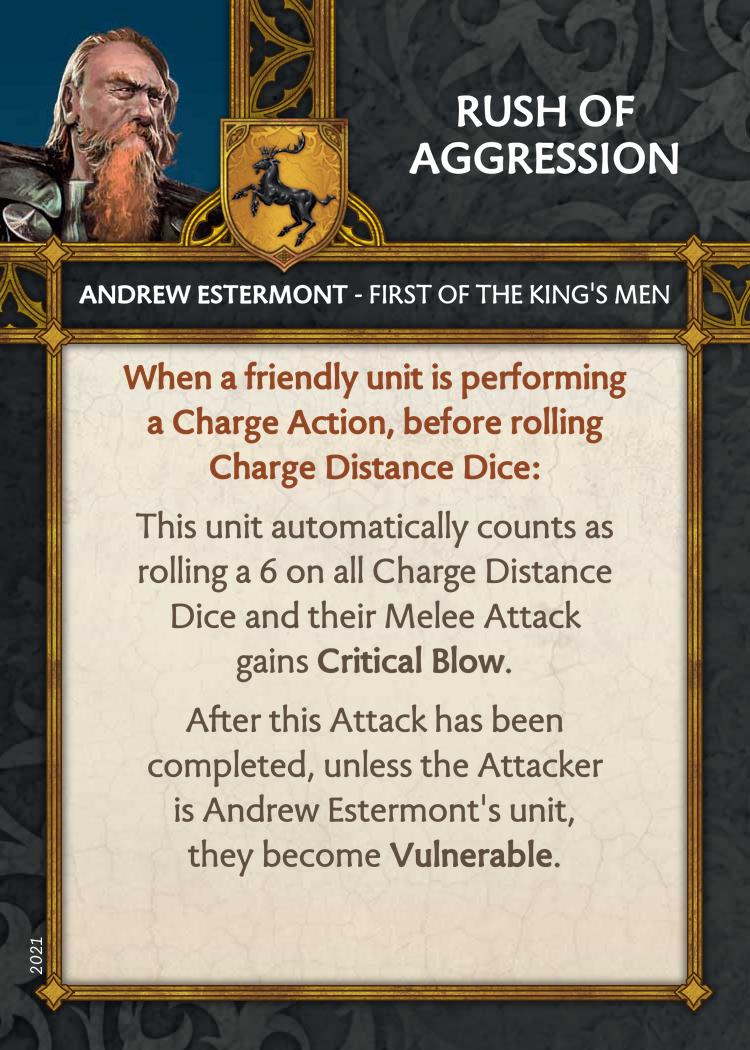 RUSH OF
AGGRESSION
ANDREW ESTERMONT - FIRST OF THE KING'S MEN
When a friendly unit is performing
a Charge Action, before rolling
Charge Distance Dice:
This unit automatically counts as
rolling a 6 on all Charge Distance
Dice and their Melee Attack
gains Critical Blow.
After this Attack has been
completed, unless the Attacker
is Andrew Estermont's unit,
they become Vulnerable.
2021